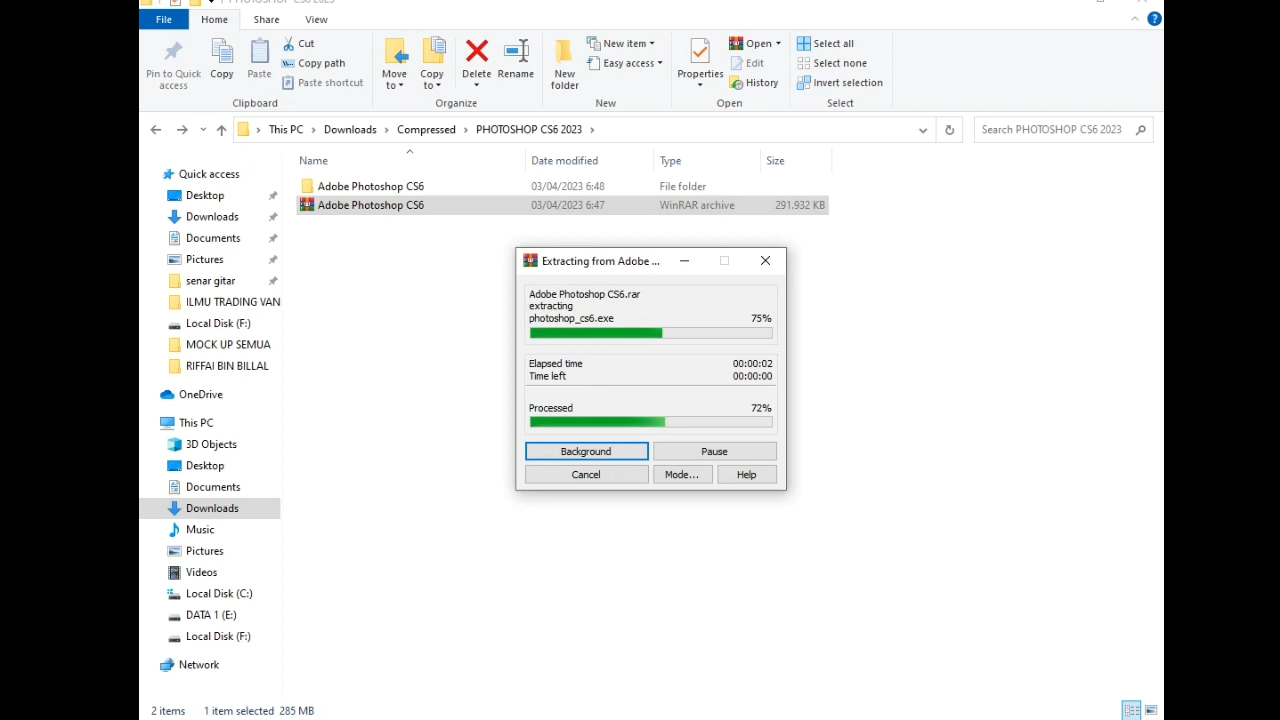 PHOTOSHOP CS6 2023
File
Home
Share
View
Pin to Quick access
Copy
Paste
Cut
Copy path
Paste shortcut
Clipboard
Move to
Copy to
Delete
Rename
Organize
New folder
New item
Easy access
New
Properties
Open
Edit
History
Open
Select all
Select none
Invert selection
Select
This PC > Downloads > Compressed > PHOTOSHOP CS6 2023 >
Search PHOTOSHOP CS6 2023
Name Date modified Type Size
Adobe Photoshop CS6 03/04/2023 6:48 File folder
Adobe Photoshop CS6 03/04/2023 6:47 WinRAR archive 291.932 KB
Quick access
Desktop
Downloads
Documents
Pictures
senar gitar
ILMU TRADING VAN
Local Disk (F:)
MOCK UP SEMUA
RIFFAI BIN BILLAL
OneDrive
This PC
3D Objects
Desktop
Documents
Downloads
Music
Pictures
Videos
Local Disk (C:)
DATA 1 (E:)
Local Disk (F:)
Network
Extracting from Adobe ...
Adobe Photoshop CS6.rar
extracting
photoshop_cs6.exe 75%
Elapsed time 00:00:02
Time left 00:00:00
Processed 72%
Background
Pause
Cancel
Mode...
Help
2 items 1 item selected 285 MB